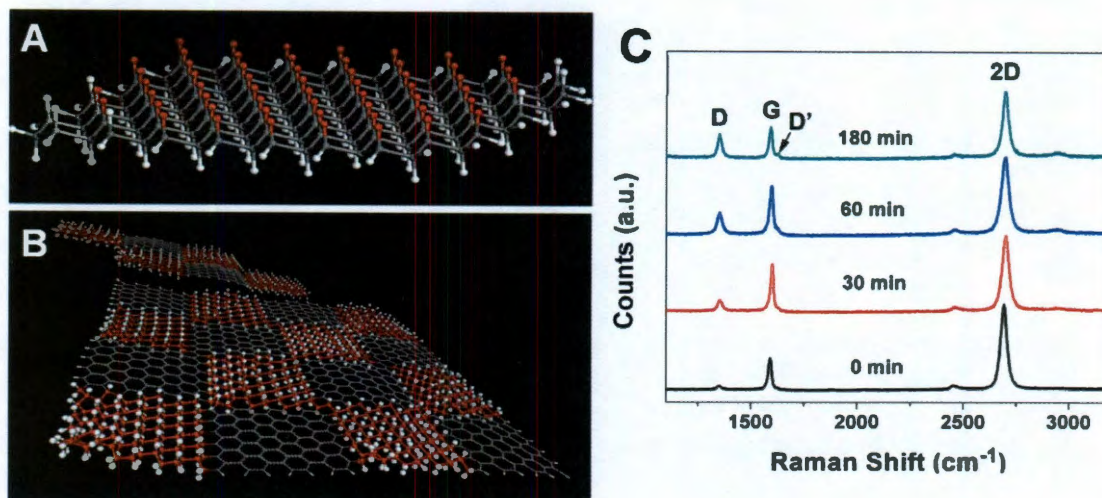 A
B
C
2D
D
G
D'
180 min
60 min
30 min
0 min
Counts (a.u.)
1500 2000 2500 3000
Raman Shift (cm⁻¹)